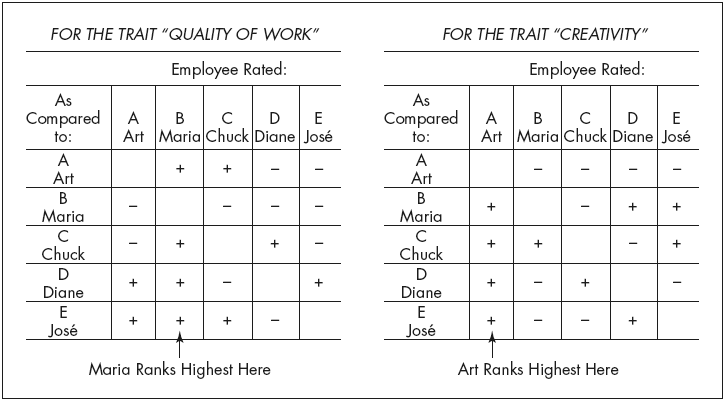 FOR THE TRAIT “QUALITY OF WORK”
Employee Rated:
As
Compared
to:
A
Art
B
Maria
C
Chuck
D
Diane
E
José
A
Art
+ + – –
B
Maria
– – – –
C
Chuck
– + + –
D
Diane
+ + – +
E
José
+ + + –
Maria Ranks Highest Here
FOR THE TRAIT “CREATIVITY”
Employee Rated:
As
Compared
to:
A
Art
B
Maria
C
Chuck
D
Diane
E
José
A
Art
– – – –
B
Maria
+ – + +
C
Chuck
+ + – +
D
Diane
+ – + –
E
José
+ – – +
Art Ranks Highest Here